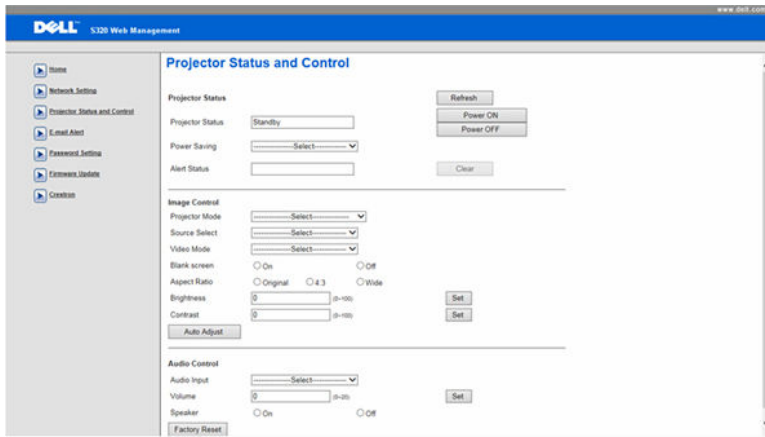 www.dell.com
DELL™ S320 Web Management
Home
Network Setting
Projector Status and Control
E-mail Alert
Password Setting
Firmware Update
Crestron
Projector Status and Control
Projector Status
Refresh
Power ON
Projector Status Standby
Power OFF
Power Saving ---------------Select------------
Alert Status
Clear
Image Control
Projector Mode ---------------Select------------
Source Select ---------------Select------------
Video Mode ---------------Select------------
Blank screen On Off
Aspect Ratio Original 4:3 Wide
Brightness 0 (0~100) Set
Contrast 0 (0~100) Set
Auto Adjust
Audio Control
Audio Input ---------------Select------------
Volume 0 (0~20) Set
Speaker On Off
Factory Reset